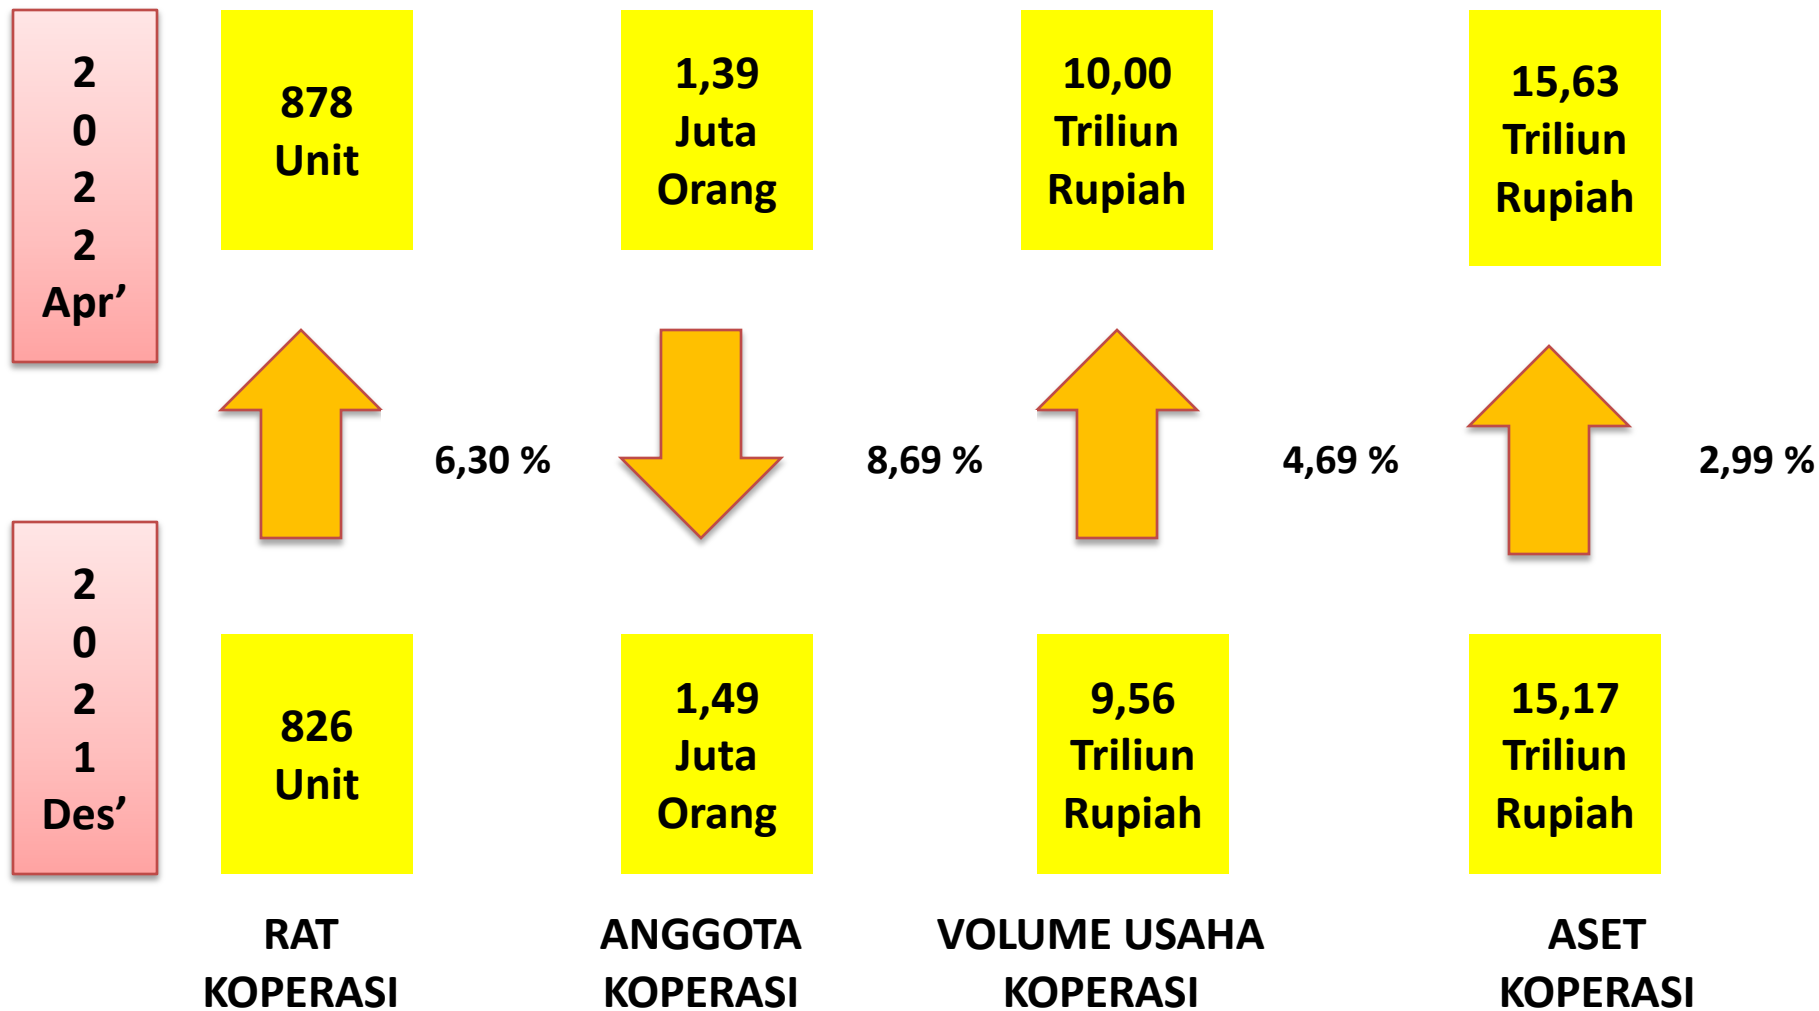 2
0
2
2
Apr’
878
Unit
1,39
Juta
Orang
10,00
Triliun
Rupiah
15,63
Triliun
Rupiah
6,30 %
8,69 %
4,69 %
2,99 %
2
0
2
1
Des’
826
Unit
1,49
Juta
Orang
9,56
Triliun
Rupiah
15,17
Triliun
Rupiah
RAT
KOPERASI
ANGGOTA
KOPERASI
VOLUME USAHA
KOPERASI
ASET
KOPERASI